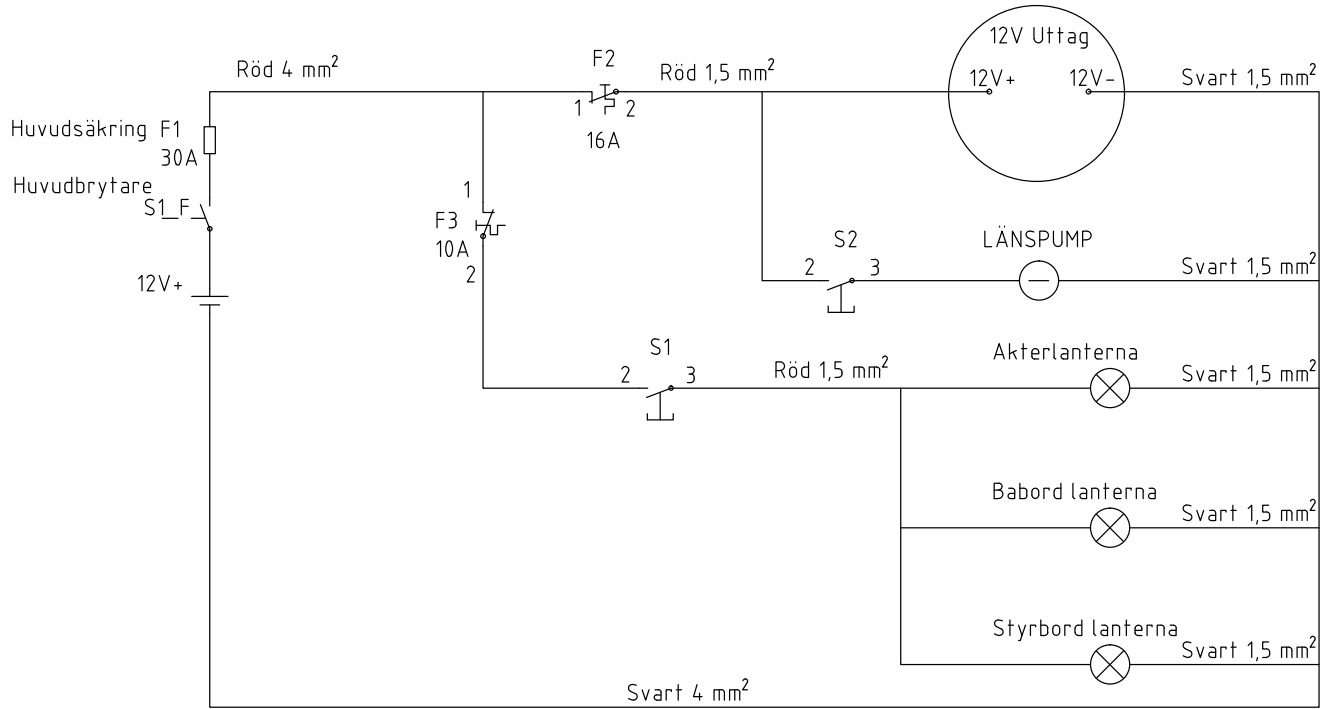 12V Uttag
12V+ 12V-
Röd 4 mm²
F2
Röd 1,5 mm²
Svart 1,5 mm²
1 2
16A
Huvudsäkring F1
30A
Huvudbrytare
S1_F
1
F3
10A
2
12V+
S2
2 3
LÄNSPUMP
Svart 1,5 mm²
S1
2 3
Röd 1,5 mm²
Akterlanterna
Svart 1,5 mm²
Babord lanterna
Svart 1,5 mm²
Styrbord lanterna
Svart 1,5 mm²
Svart 4 mm²